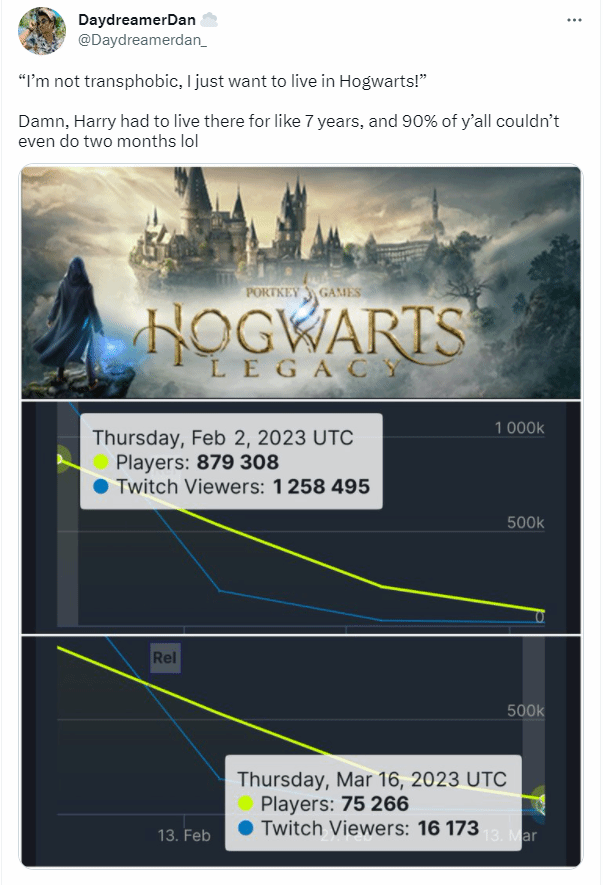 DaydreamerDan
@Daydreamerdan_
“I’m not transphobic, I just want to live in Hogwarts!”
Damn, Harry had to live there for like 7 years, and 90% of y’all couldn’t
even do two months lol
PORTKEY GAMES
HOGWARTS
LEGACY
1 000k
Thursday, Feb 2, 2023 UTC
Players: 879 308
Twitch Viewers: 1 258 495
500k
0
Rel
500k
Thursday, Mar 16, 2023 UTC
Players: 75 266
Twitch Viewers: 16 173
13. Feb
13. Mar